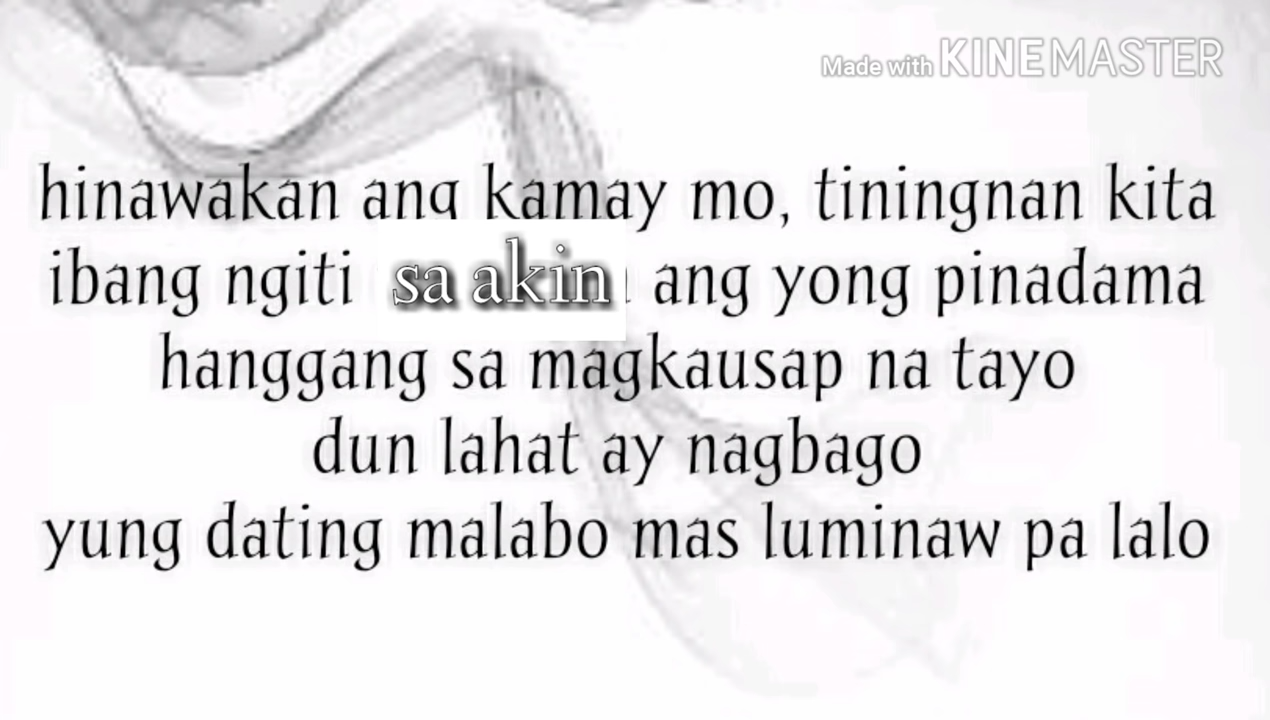 Made with KINEMASTER
hinawakan ang kamay mo, tiningnan kita
ibang ngiti sa akin ang yong pinadama
hanggang sa magkausap na tayo
dun lahat ay nagbago
yung dating malabo mas luminaw pa lalo